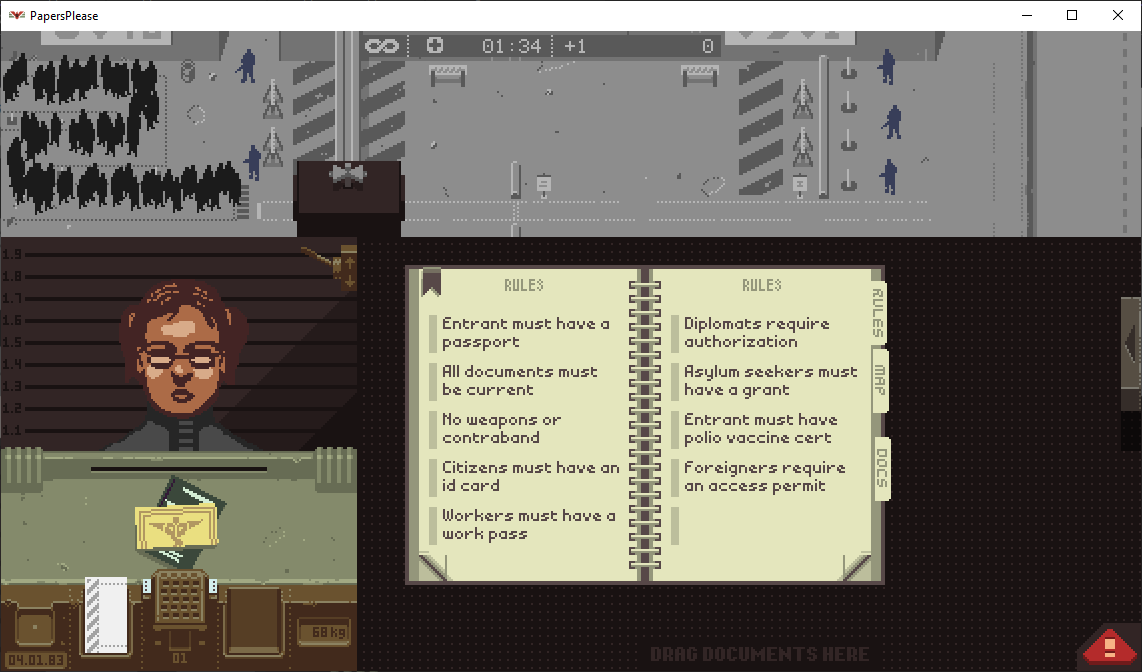 PapersPlease
01:34 +1 0
1.9
1.8
1.7
1.6
1.5
1.4
1.3
1.2
1.1
RULES
Entrant must have a
passport
All documents must
be current
No weapons or
contraband
Citizens must have an
id card
Workers must have a
work pass
RULES
Diplomats require
authorization
Asylum seekers must
have a grant
Entrant must have
polio vaccine cert
Foreigners require
an access permit
RULES
MAP
DOCS
68kg
04.01.83
01
DRAG DOCUMENTS HERE